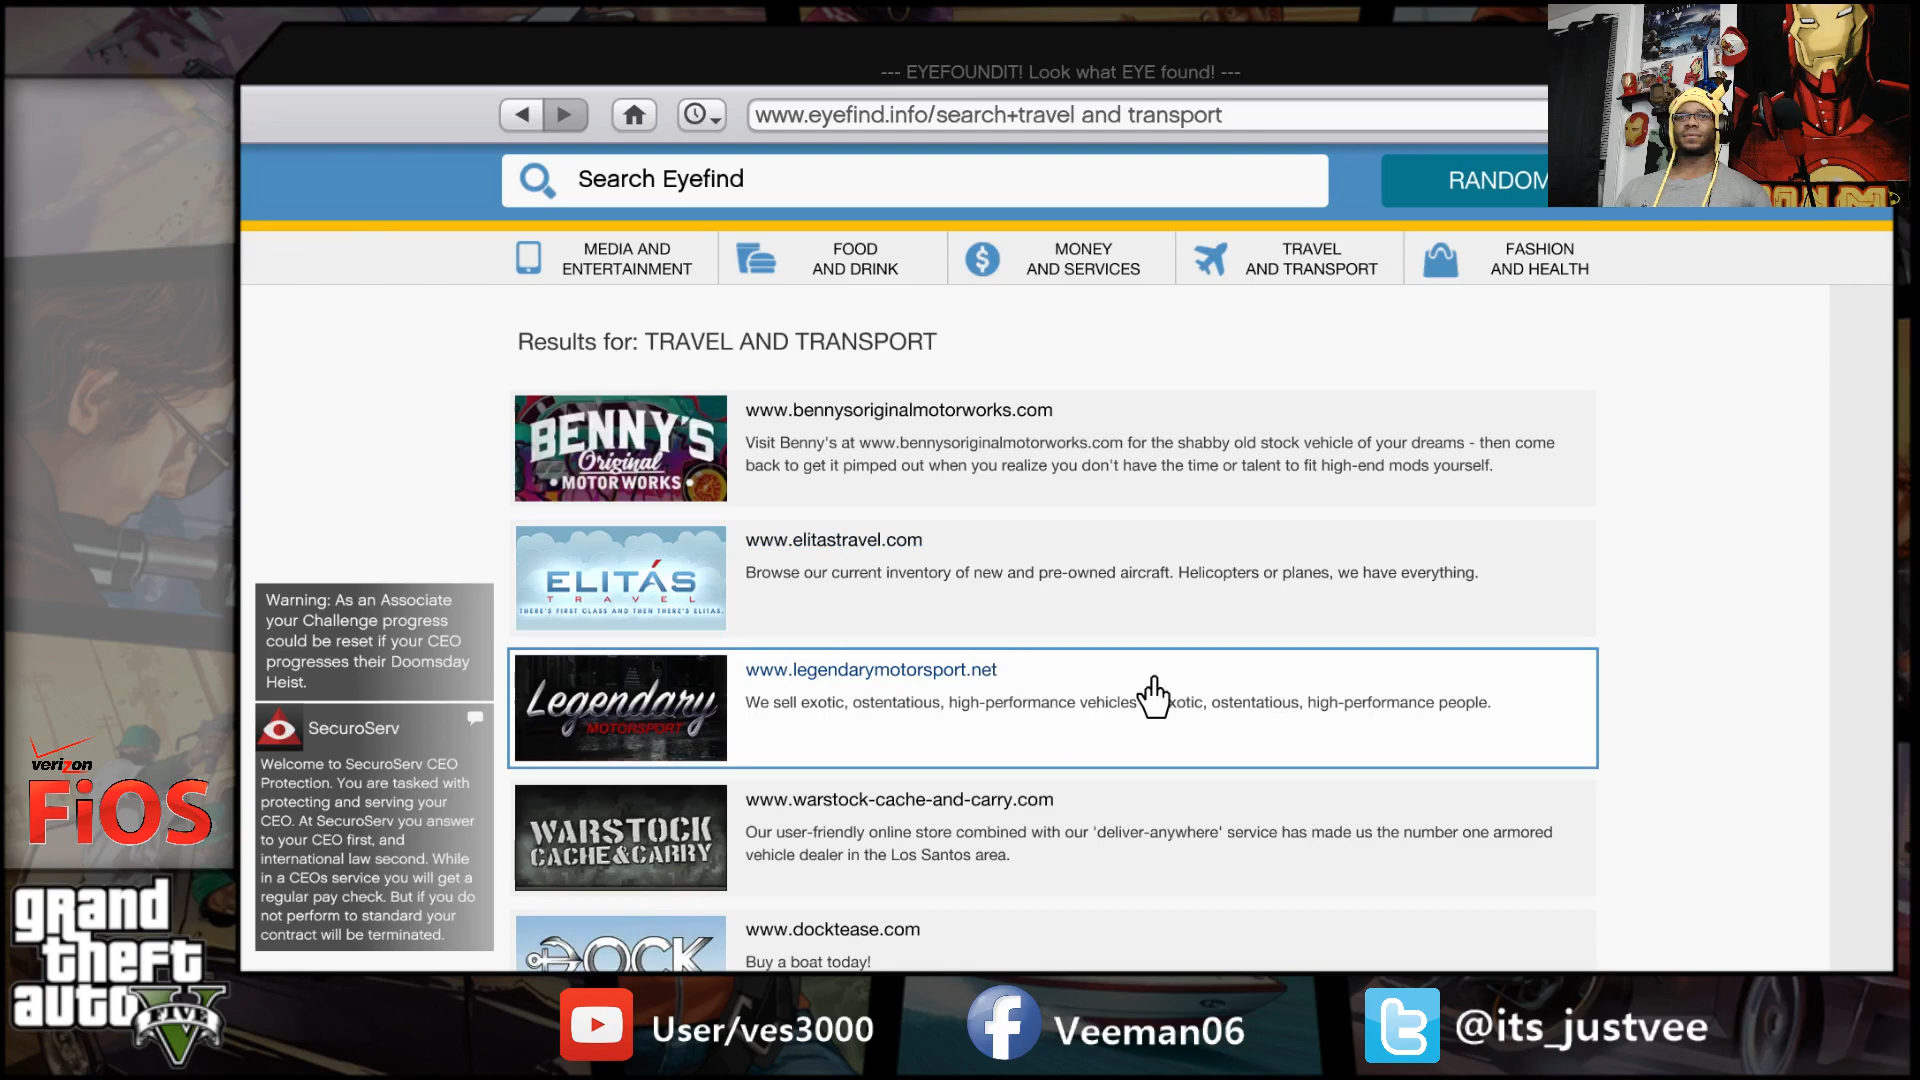 --- EYEFOUNDIT! Look what EYE found! ---
www.eyefind.info/search+travel and transport
Search Eyefind
RANDOM
MEDIA AND
ENTERTAINMENT
FOOD
AND DRINK
MONEY
AND SERVICES
TRAVEL
AND TRANSPORT
FASHION
AND HEALTH
Results for: TRAVEL AND TRANSPORT
BENNY'S
Original
• MOTOR WORKS •
www.bennysoriginalmotorworks.com
Visit Benny's at www.bennysoriginalmotorworks.com for the shabby old stock vehicle of your dreams - then come
back to get it pimped out when you realize you don't have the time or talent to fit high-end mods yourself.
ELITÁS
TRAVEL
THERE'S FIRST CLASS AND THEN THERE'S ELITAS.
www.elitastravel.com
Browse our current inventory of new and pre-owned aircraft. Helicopters or planes, we have everything.
Legendary
MOTORSPORT
www.legendarymotorsport.net
We sell exotic, ostentatious, high-performance vehicles xotic, ostentatious, high-performance people.
WARSTOCK
CACHE&CARRY
www.warstock-cache-and-carry.com
Our user-friendly online store combined with our 'deliver-anywhere' service has made us the number one armored
vehicle dealer in the Los Santos area.
DOCK
www.docktease.com
Buy a boat today!
Warning: As an Associate
your Challenge progress
could be reset if your CEO
progresses their Doomsday
Heist.
SecuroServ
Welcome to SecuroServ CEO
Protection. You are tasked with
protecting and serving your
CEO. At SecuroServ you answer
to your CEO first, and
international law second. While
in a CEOs service you will get a
regular pay check. But if you do
not perform to standard your
contract will be terminated.
verizon
FiOS
grand
theft
auto
FIVE
User/ves3000
Veeman06
@its_justvee